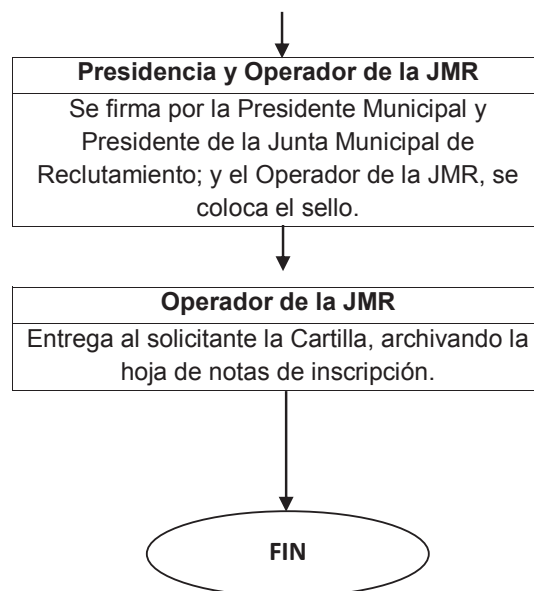 Presidencia y Operador de la JMR
Se firma por la Presidente Municipal y
Presidente de la Junta Municipal de
Reclutamiento; y el Operador de la JMR, se
coloca el sello.
Operador de la JMR
Entrega al solicitante la Cartilla, archivando la
hoja de notas de inscripción.
FIN